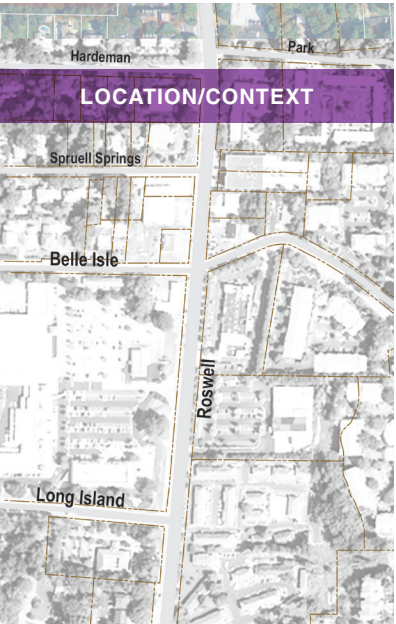 Park
Hardeman
LOCATION/CONTEXT
Spruell Springs
Belle Isle
Roswell
Long Island